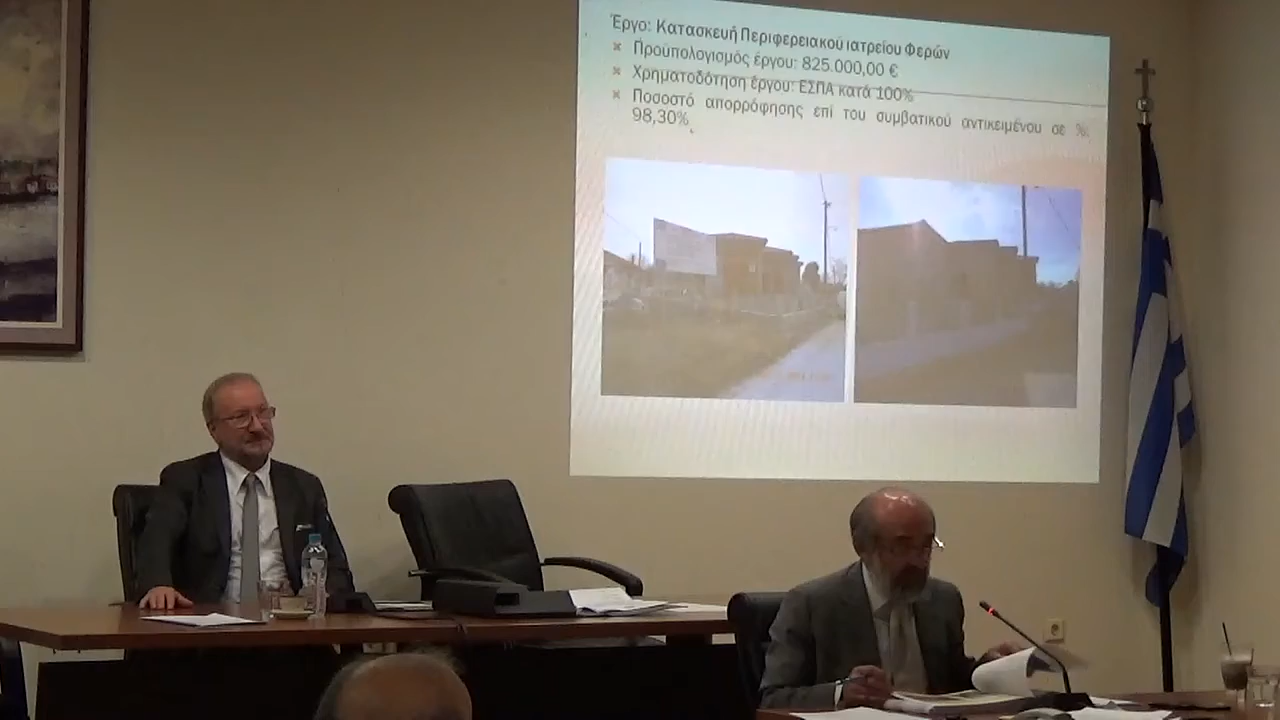 Έργο: Κατασκευή Περιφερειακού ιατρείου Φερών
Προϋπολογισμός έργου: 825.000,00 €
Χρηματοδότηση έργου: ΕΣΠΑ κατά 100%
Ποσοστό απορρόφησης επί του συμβατικού αντικειμένου σε %:
98,30%